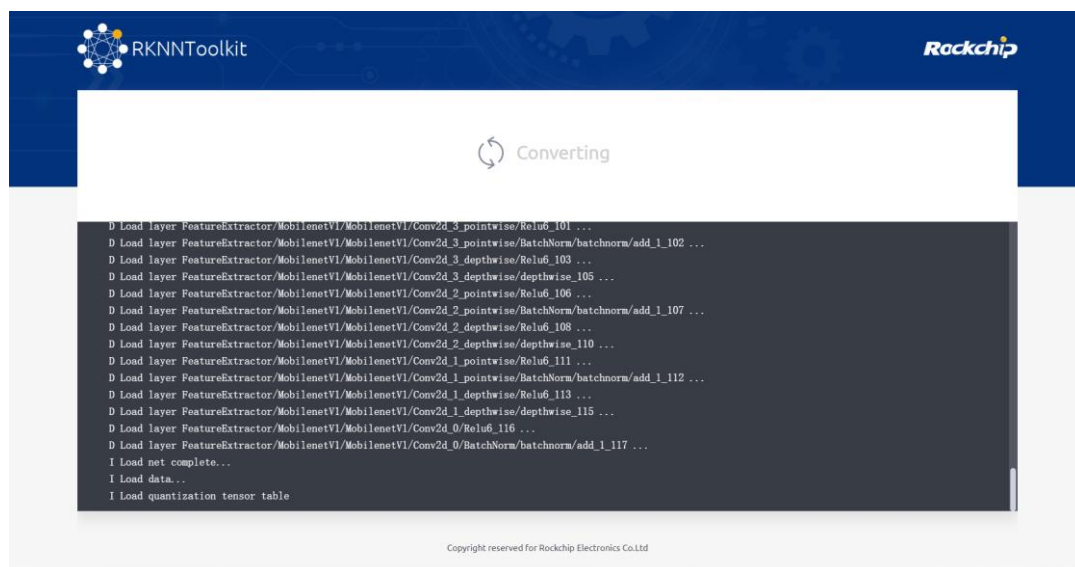 RKNNToolkit
Rockchip
Converting
D Load layer FeatureExtractor/MobilenetV1/MobilenetV1/Conv2d_3_pointwise/Relu6_101 ...
D Load layer FeatureExtractor/MobilenetV1/MobilenetV1/Conv2d_3_pointwise/BatchNorm/batchnorm/add_1_102 ...
D Load layer FeatureExtractor/MobilenetV1/MobilenetV1/Conv2d_3_depthwise/Relu6_103 ...
D Load layer FeatureExtractor/MobilenetV1/MobilenetV1/Conv2d_3_depthwise/depthwise_105 ...
D Load layer FeatureExtractor/MobilenetV1/MobilenetV1/Conv2d_2_pointwise/Relu6_106 ...
D Load layer FeatureExtractor/MobilenetV1/MobilenetV1/Conv2d_2_pointwise/BatchNorm/batchnorm/add_1_107 ...
D Load layer FeatureExtractor/MobilenetV1/MobilenetV1/Conv2d_2_depthwise/Relu6_108 ...
D Load layer FeatureExtractor/MobilenetV1/MobilenetV1/Conv2d_2_depthwise/depthwise_110 ...
D Load layer FeatureExtractor/MobilenetV1/MobilenetV1/Conv2d_1_pointwise/Relu6_111 ...
D Load layer FeatureExtractor/MobilenetV1/MobilenetV1/Conv2d_1_pointwise/BatchNorm/batchnorm/add_1_112 ...
D Load layer FeatureExtractor/MobilenetV1/MobilenetV1/Conv2d_1_depthwise/Relu6_113 ...
D Load layer FeatureExtractor/MobilenetV1/MobilenetV1/Conv2d_1_depthwise/depthwise_115 ...
D Load layer FeatureExtractor/MobilenetV1/MobilenetV1/Conv2d_0/Relu6_116 ...
D Load layer FeatureExtractor/MobilenetV1/MobilenetV1/Conv2d_0/BatchNorm/batchnorm/add_1_117 ...
I Load net complete...
I Load data...
I Load quantization tensor table
Copyright reserved for Rockchip Electronics Co.Ltd